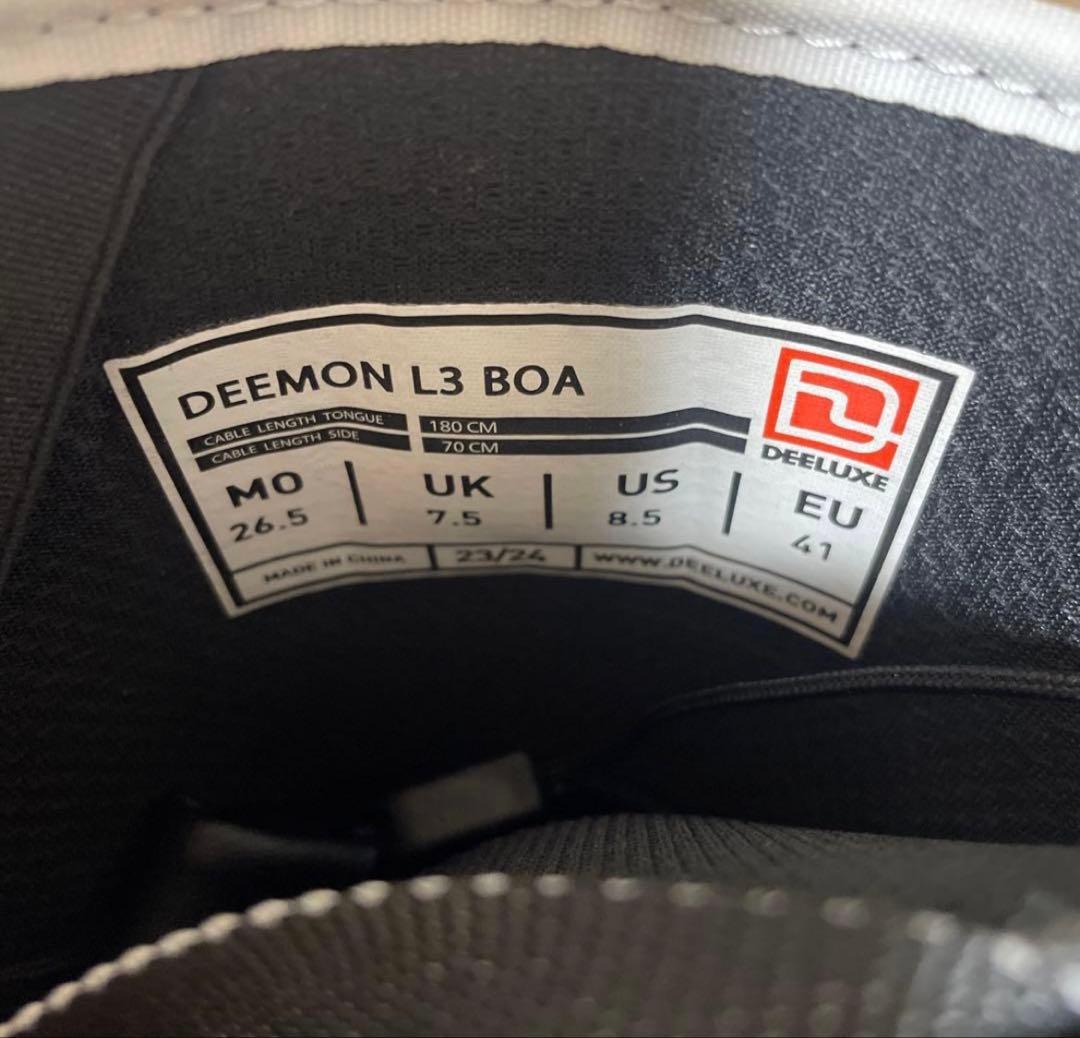 DEEMON L3 BOA
CABLE LENGTH TONGUE 180 CM
CABLE LENGTH SIDE 70 CM
DEELUXE
MO UK US EU
26.5 7.5 8.5 41
MADE IN CHINA 23/24 WWW.DEELUXE.COM